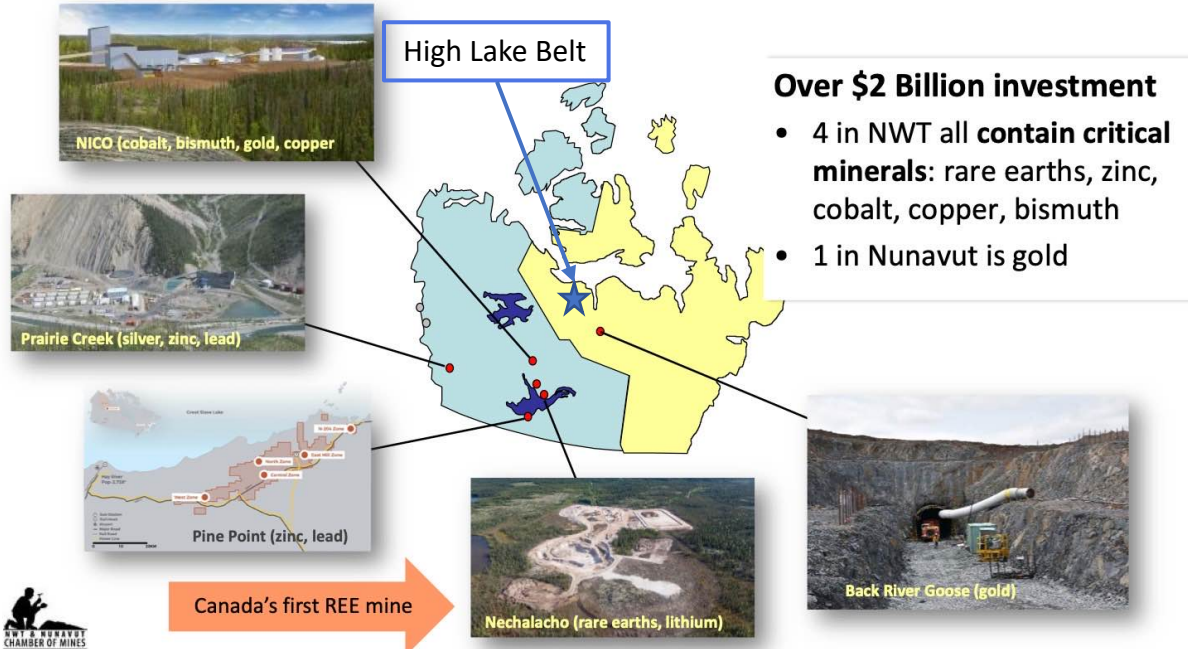 High Lake Belt
NICO (cobalt, bismuth, gold, copper
Over $2 Billion investment
• 4 in NWT all contain critical
minerals: rare earths, zinc,
cobalt, copper, bismuth
• 1 in Nunavut is gold
Prairie Creek (silver, zinc, lead)
Great Slave Lake
N-204 Zone
East Mill Zone
North Zone
Central Zone
West Zone
Hay River
Pine Point (zinc, lead)
Canada's first REE mine
Nechalacho (rare earths, lithium)
Back River Goose (gold)
NWT & NUNAVUT
CHAMBER OF MINES